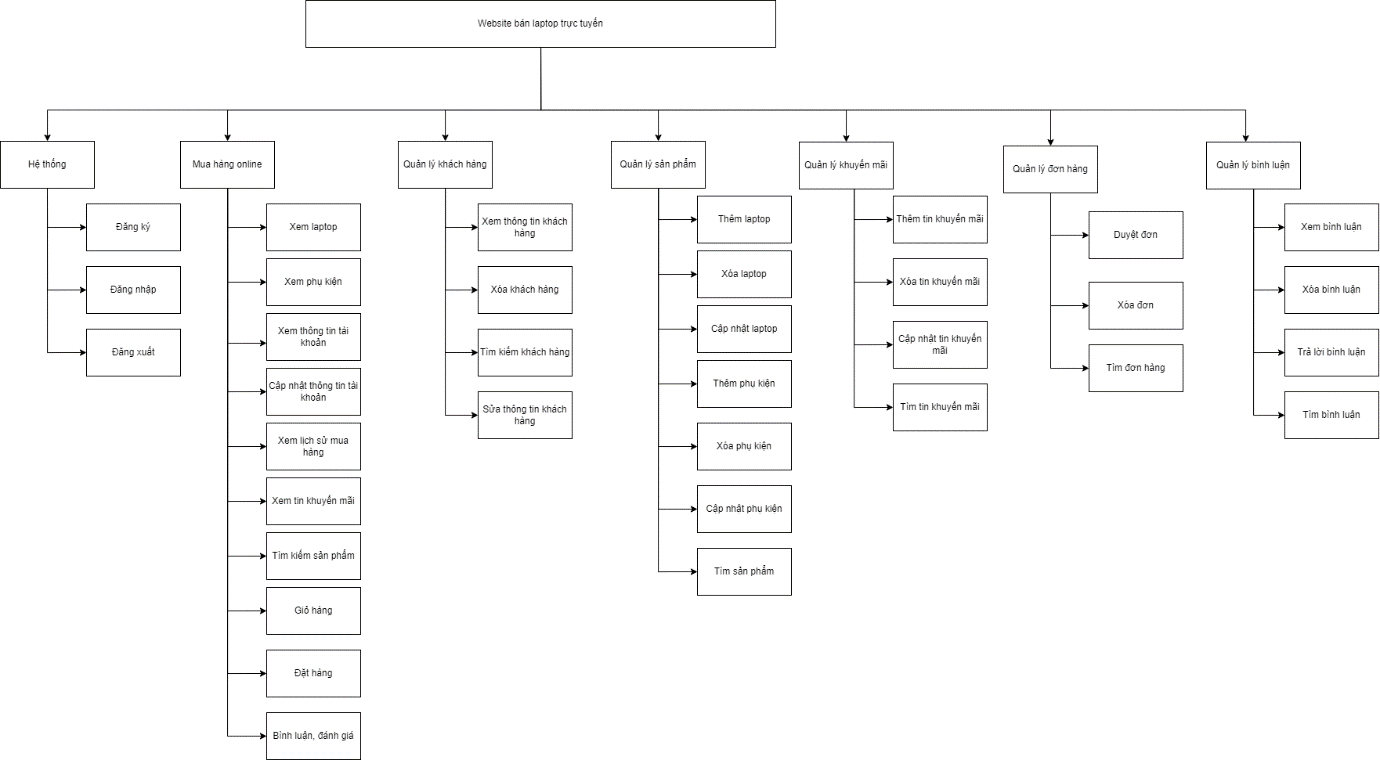 Website bán laptop trực tuyến
Hệ thống
Đăng ký
Đăng nhập
Đăng xuất
Mua hàng online
Xem laptop
Xem phụ kiện
Xem thông tin tài
khoản
Cập nhật thông tin tài
khoản
Xem lịch sử mua
hàng
Xem tin khuyến mãi
Tìm kiếm sản phẩm
Giỏ hàng
Đặt hàng
Bình luận, đánh giá
Quản lý khách hàng
Xem thông tin khách
hàng
Xóa khách hàng
Tìm kiếm khách hàng
Sửa thông tin khách
hàng
Quản lý sản phẩm
Thêm laptop
Xóa laptop
Cập nhật laptop
Thêm phụ kiện
Xóa phụ kiện
Cập nhật phụ kiện
Tìm sản phẩm
Quản lý khuyến mãi
Thêm tin khuyến mãi
Xóa tin khuyến mãi
Cập nhật tin khuyến
mãi
Tìm tin khuyến mãi
Quản lý đơn hàng
Duyệt đơn
Xóa đơn
Tìm đơn hàng
Quản lý bình luận
Xem bình luận
Xóa bình luận
Trả lời bình luận
Tìm bình luận